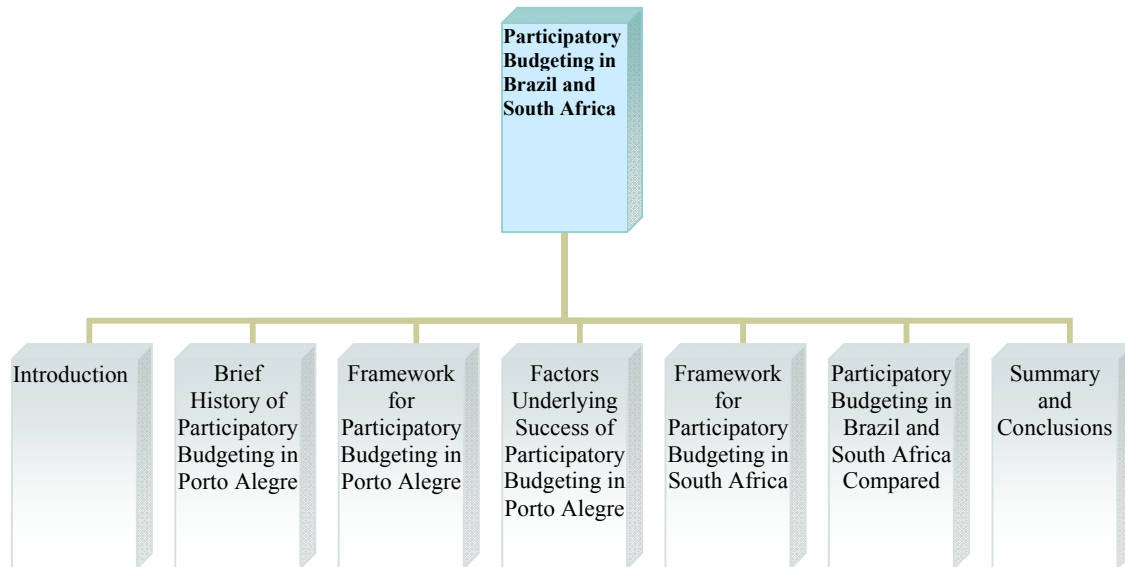 Participatory
Budgeting in
Brazil and
South Africa
Introduction
Brief
History of
Participatory
Budgeting in
Porto Alegre
Framework
for
Participatory
Budgeting in
Porto Alegre
Factors
Underlying
Success of
Participatory
Budgeting in
Porto Alegre
Framework
for
Participatory
Budgeting in
South Africa
Participatory
Budgeting in
Brazil and
South Africa
Compared
Summary
and
Conclusions